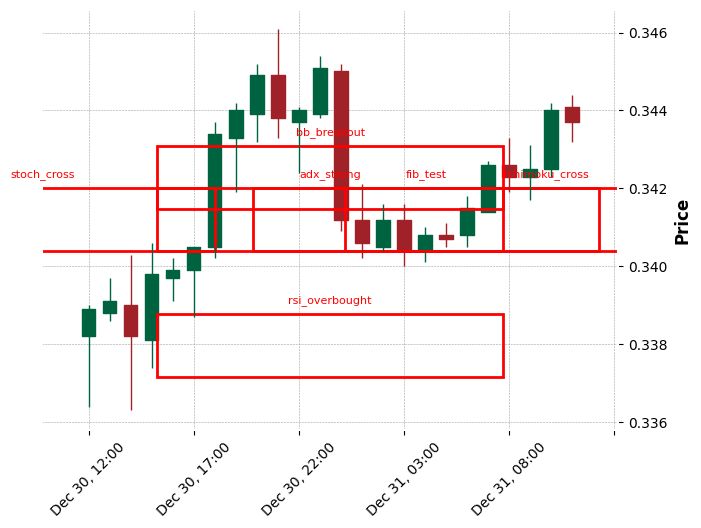 0.346
0.344
bb_breakout
stoch_cross
adx_strong
fib_test
ichimoku_cross
0.342
Price
0.340
rsi_overbought
0.338
0.336
Dec 30, 12:00
Dec 30, 17:00
Dec 30, 22:00
Dec 31, 03:00
Dec 31, 08:00